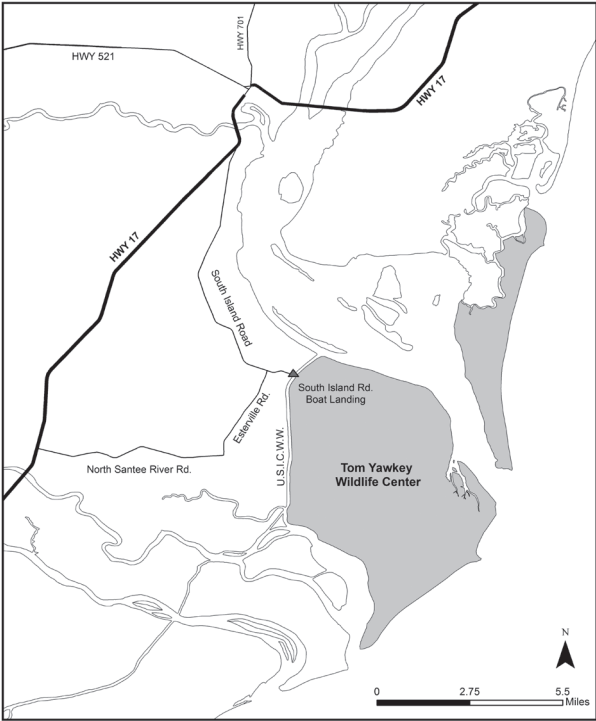 HWY 701
HWY 521
HWY 17
HWY 17
South Island Road
South Island Rd.
Boat Landing
Esterville Rd.
U.S.I.C.W.W.
North Santee River Rd.
Tom Yawkey
Wildlife Center
N
0 2.75 5.5
Miles